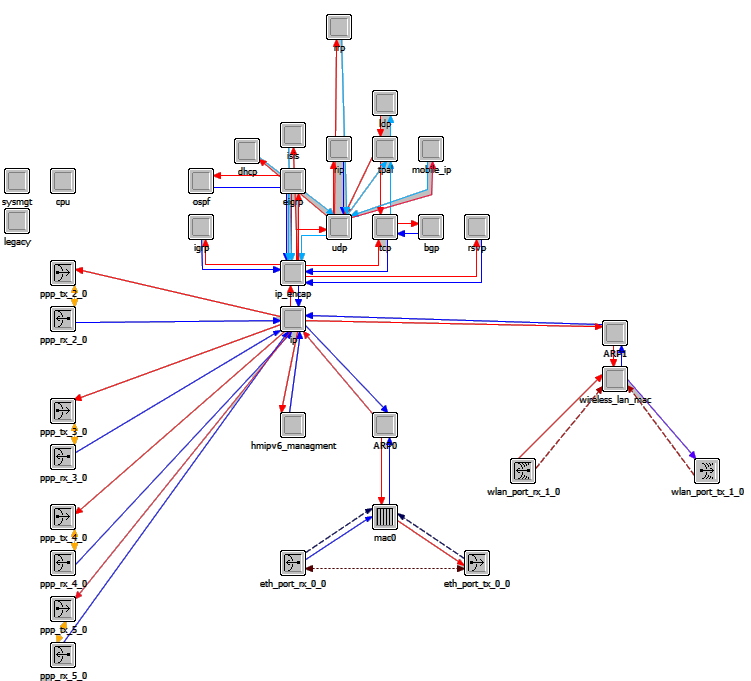 ldp
isis
dhcp
rip
tpal
mobile_ip
sysmgt
cpu
ospf
eigrp
legacy
igrp
udp
tcp
bgp
rsvp
ppp_tx_2_0
ip_encap
ppp_rx_2_0
ip
ARP1
wireless_lan_mac
ppp_tx_3_0
hmipv6_managment
ARP0
ppp_rx_3_0
wlan_port_rx_1_0
wlan_port_tx_1_0
ppp_tx_4_0
mac0
ppp_rx_4_0
eth_port_rx_0_0
eth_port_tx_0_0
ppp_tx_5_0
ppp_rx_5_0